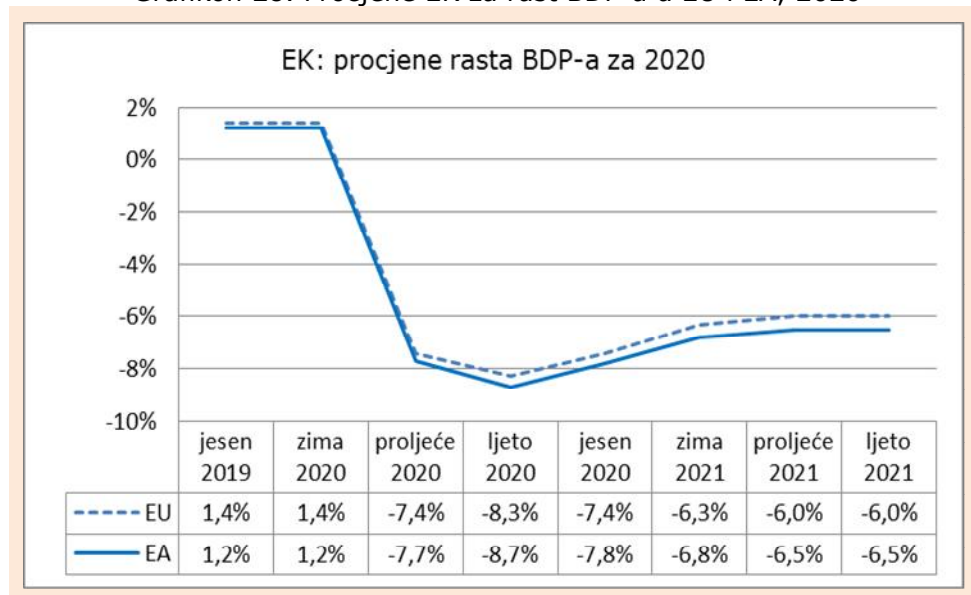 EK: procjene rasta BDP-a za 2020
2%
0%
-2%
-4%
-6%
-8%
-10%
jesen 2019 zima 2020 proljeće 2020 ljeto 2020 jesen 2020 zima 2021 proljeće 2021 ljeto 2021
EU 1,4% 1,4% -7,4% -8,3% -7,4% -6,3% -6,0% -6,0%
EA 1,2% 1,2% -7,7% -8,7% -7,8% -6,8% -6,5% -6,5%